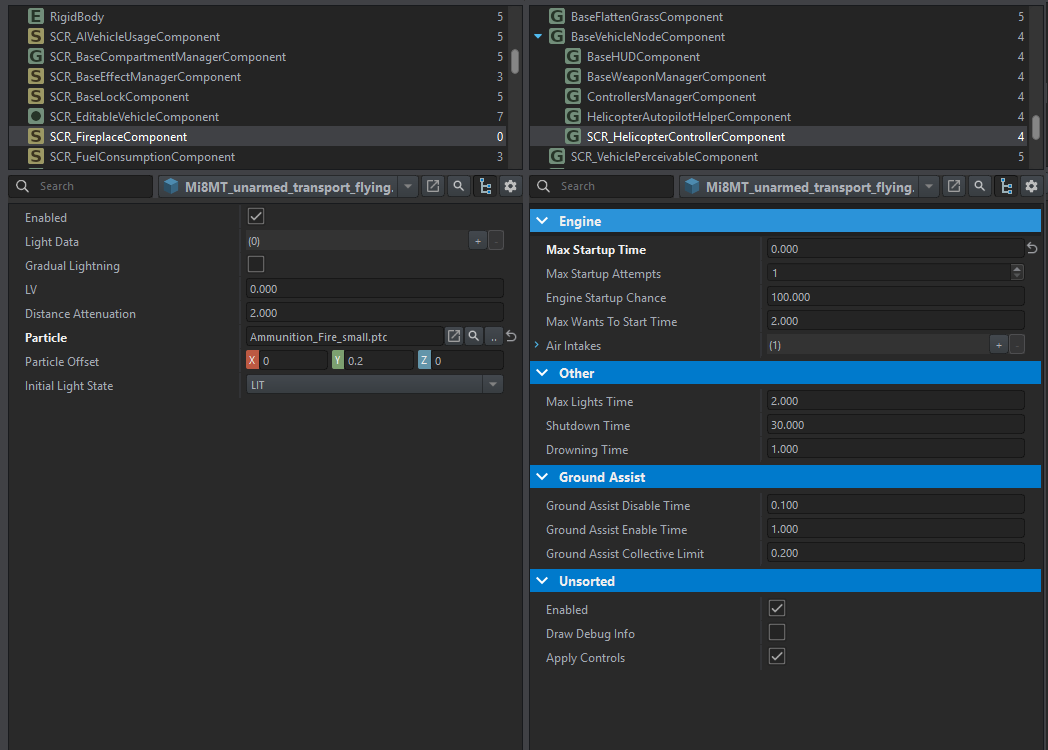 E RigidBody 5
S SCR_AIVehicleUsageComponent 5
G SCR_BaseCompartmentManagerComponent 5
S SCR_BaseEffectManagerComponent 3
S SCR_BaseLockComponent 5
SCR_EditableVehicleComponent 7
S SCR_FireplaceComponent 0
S SCR_FuelConsumptionComponent 3
Search
Mi8MT_unarmed_transport_flying.
Enabled
Light Data (0) + -
Gradual Lightning
LV 0.000
Distance Attenuation 2.000
Particle Ammunition_Fire_small.ptc ..
Particle Offset X 0 Y 0.2 Z 0
Initial Light State LIT
G BaseFlattenGrassComponent 5
G BaseVehicleNodeComponent 4
G BaseHUDComponent 4
G BaseWeaponManagerComponent 4
G ControllersManagerComponent 4
G HelicopterAutopilotHelperComponent 4
G SCR_HelicopterControllerComponent 4
G SCR_VehiclePerceivableComponent 5
Search
Mi8MT_unarmed_transport_flying.
Engine
Max Startup Time 0.000
Max Startup Attempts 1
Engine Startup Chance 100.000
Max Wants To Start Time 2.000
Air Intakes (1) + -
Other
Max Lights Time 2.000
Shutdown Time 30.000
Drowning Time 1.000
Ground Assist
Ground Assist Disable Time 0.100
Ground Assist Enable Time 1.000
Ground Assist Collective Limit 0.200
Unsorted
Enabled
Draw Debug Info
Apply Controls